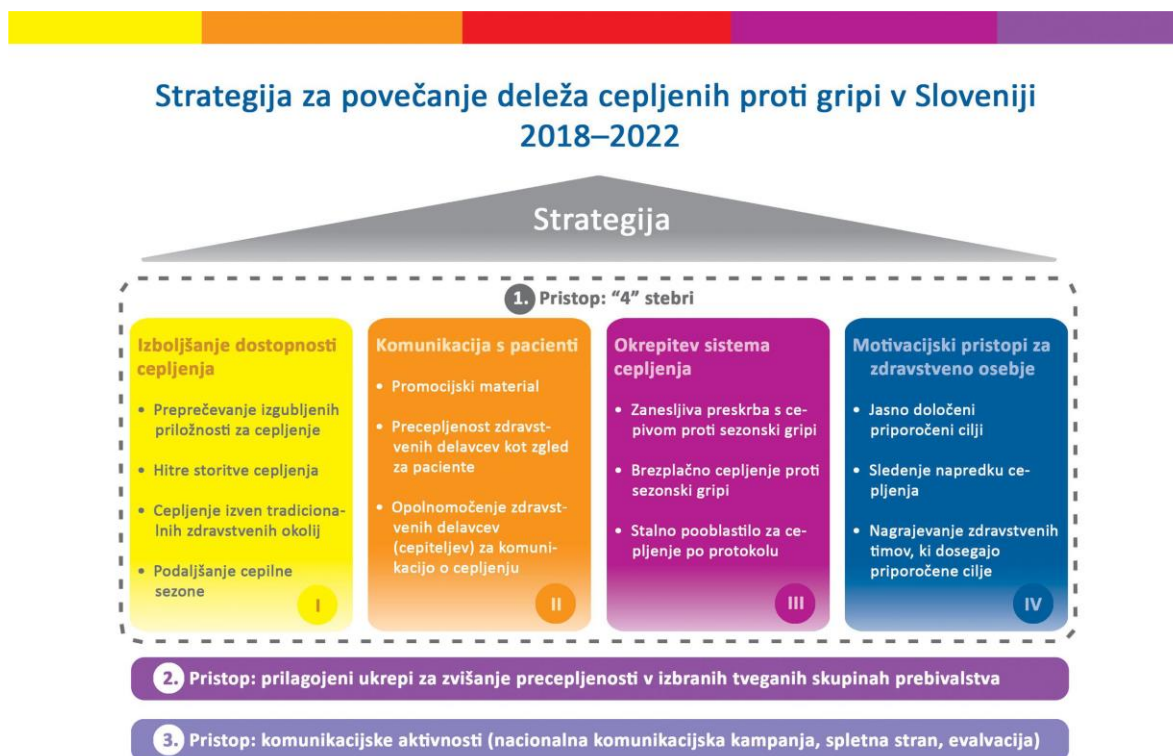 Strategija za povečanje deleža cepljenih proti gripi v Sloveniji
2018–2022
Strategija
1. Pristop: “4” stebri
Izboljšanje dostopnosti
cepljenja
• Preprečevanje izgubljenih
priložnosti za cepljenje
• Hitre storitve cepljenja
• Cepljenje izven tradiciona-
lnih zdravstvenih okolij
• Podaljšanje cepilne
sezone
I
Komunikacija s pacienti
• Promocijski material
• Precepljenost zdravst-
venih delavcev kot zgled
za paciente
• Opolnomočenje zdravst-
venih delavcev
(cepiteljev) za komuni-
kacijo o cepljenju
II
Okrepitev sistema
cepljenja
• Zanesljiva preskrba s ce-
pivom proti sezonski gripi
• Brezplačno cepljenje proti
sezonski gripi
• Stalno pooblastilo za ce-
pljenje po protokolu
III
Motivacijski pristopi za
zdravstveno osebje
• Jasno določeni
priporočeni cilji
• Sledenje napredku ce-
pljenja
• Nagrajevanje zdravstvenih
timov, ki dosegajo
priporočene cilje
IV
2. Pristop: prilagojeni ukrepi za zvišanje precepljenosti v izbranih tveganih skupinah prebivalstva
3. Pristop: komunikacijske aktivnosti (nacionalna komunikacijska kampanja, spletna stran, evalvacija)